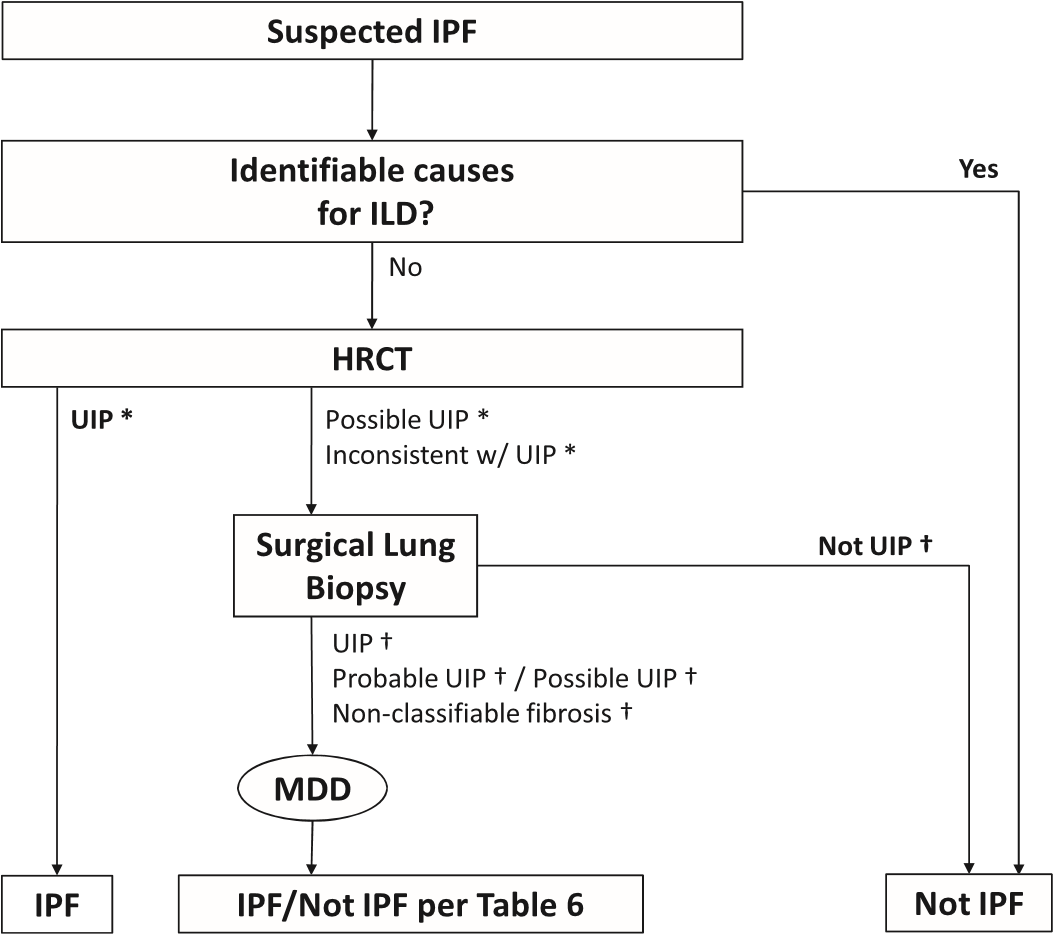 Suspected IPF
Identifiable causes
for ILD?
Yes
No
HRCT
UIP *
Possible UIP *
Inconsistent w/ UIP *
Surgical Lung
Biopsy
Not UIP †
UIP †
Probable UIP † / Possible UIP †
Non-classifiable fibrosis †
MDD
IPF
IPF/Not IPF per Table 6
Not IPF